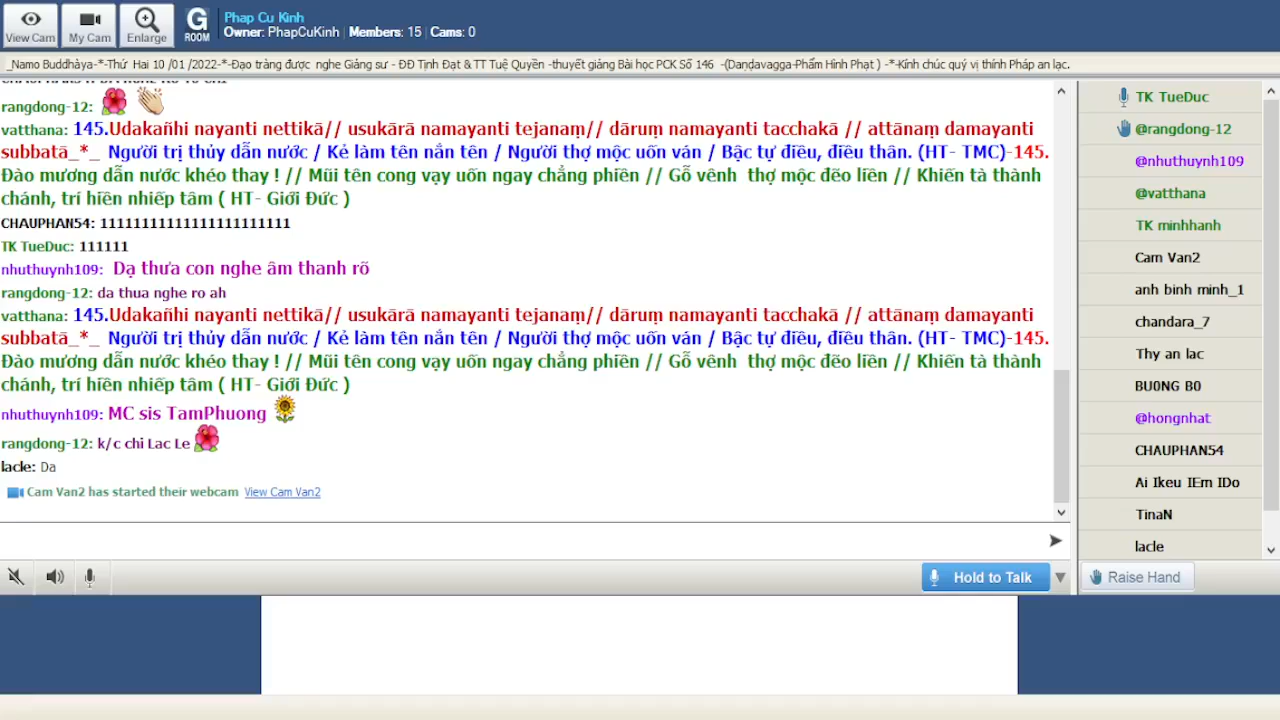 View Cam
My Cam
Enlarge
G
ROOM
Phap Cu Kinh
Owner: PhapCuKinh | Members: 15 | Cams: 0
_Namo Buddhàya-*-Thứ Hai 10 /01 /2022-*-Đạo tràng được nghe Giảng sư - ĐĐ Tịnh Đạt & TT Tuệ Quyền -thuyết giảng Bài học PCK Số 146 -(Daṇḍavagga-Phẩm Hình Phạt ) -*-Kính chúc quý vị thính Pháp an lạc.
rangdong-12:
vatthana: 145.Udakañhi nayanti nettikā// usukārā namayanti tejanaṃ// dāruṃ namayanti tacchakā // attānaṃ damayanti
subbatā_*_ Người trị thủy dẫn nước / Kẻ làm tên nắn tên / Người thợ mộc uốn ván / Bậc tự điều, điều thân. (HT- TMC)-145.
Đào mương dẫn nước khéo thay ! // Mũi tên cong vạy uốn ngay chẳng phiền // Gỗ vênh thợ mộc đẽo liền // Khiến tà thành
chánh, trí hiền nhiếp tâm ( HT- Giới Đức )
CHAUPHAN54: 11111111111111111111111
TK TueDuc: 111111
nhuthuynh109: Dạ thưa con nghe âm thanh rõ
rangdong-12: da thua nghe ro ah
vatthana: 145.Udakañhi nayanti nettikā// usukārā namayanti tejanaṃ// dāruṃ namayanti tacchakā // attānaṃ damayanti
subbatā_*_ Người trị thủy dẫn nước / Kẻ làm tên nắn tên / Người thợ mộc uốn ván / Bậc tự điều, điều thân. (HT- TMC)-145.
Đào mương dẫn nước khéo thay ! // Mũi tên cong vạy uốn ngay chẳng phiền // Gỗ vênh thợ mộc đẽo liền // Khiến tà thành
chánh, trí hiền nhiếp tâm ( HT- Giới Đức )
nhuthuynh109: MC sis TamPhuong
rangdong-12: k/c chi Lac Le
lacle: Da
Cam Van2 has started their webcam View Cam Van2
TK TueDuc
@rangdong-12
@nhuthuynh109
@vatthana
TK minhhanh
Cam Van2
anh binh minh_1
chandara_7
Thy an lac
BU0NG B0
@hongnhat
CHAUPHAN54
Ai Ikeu IEm IDo
TinaN
lacle
Hold to Talk
Raise Hand